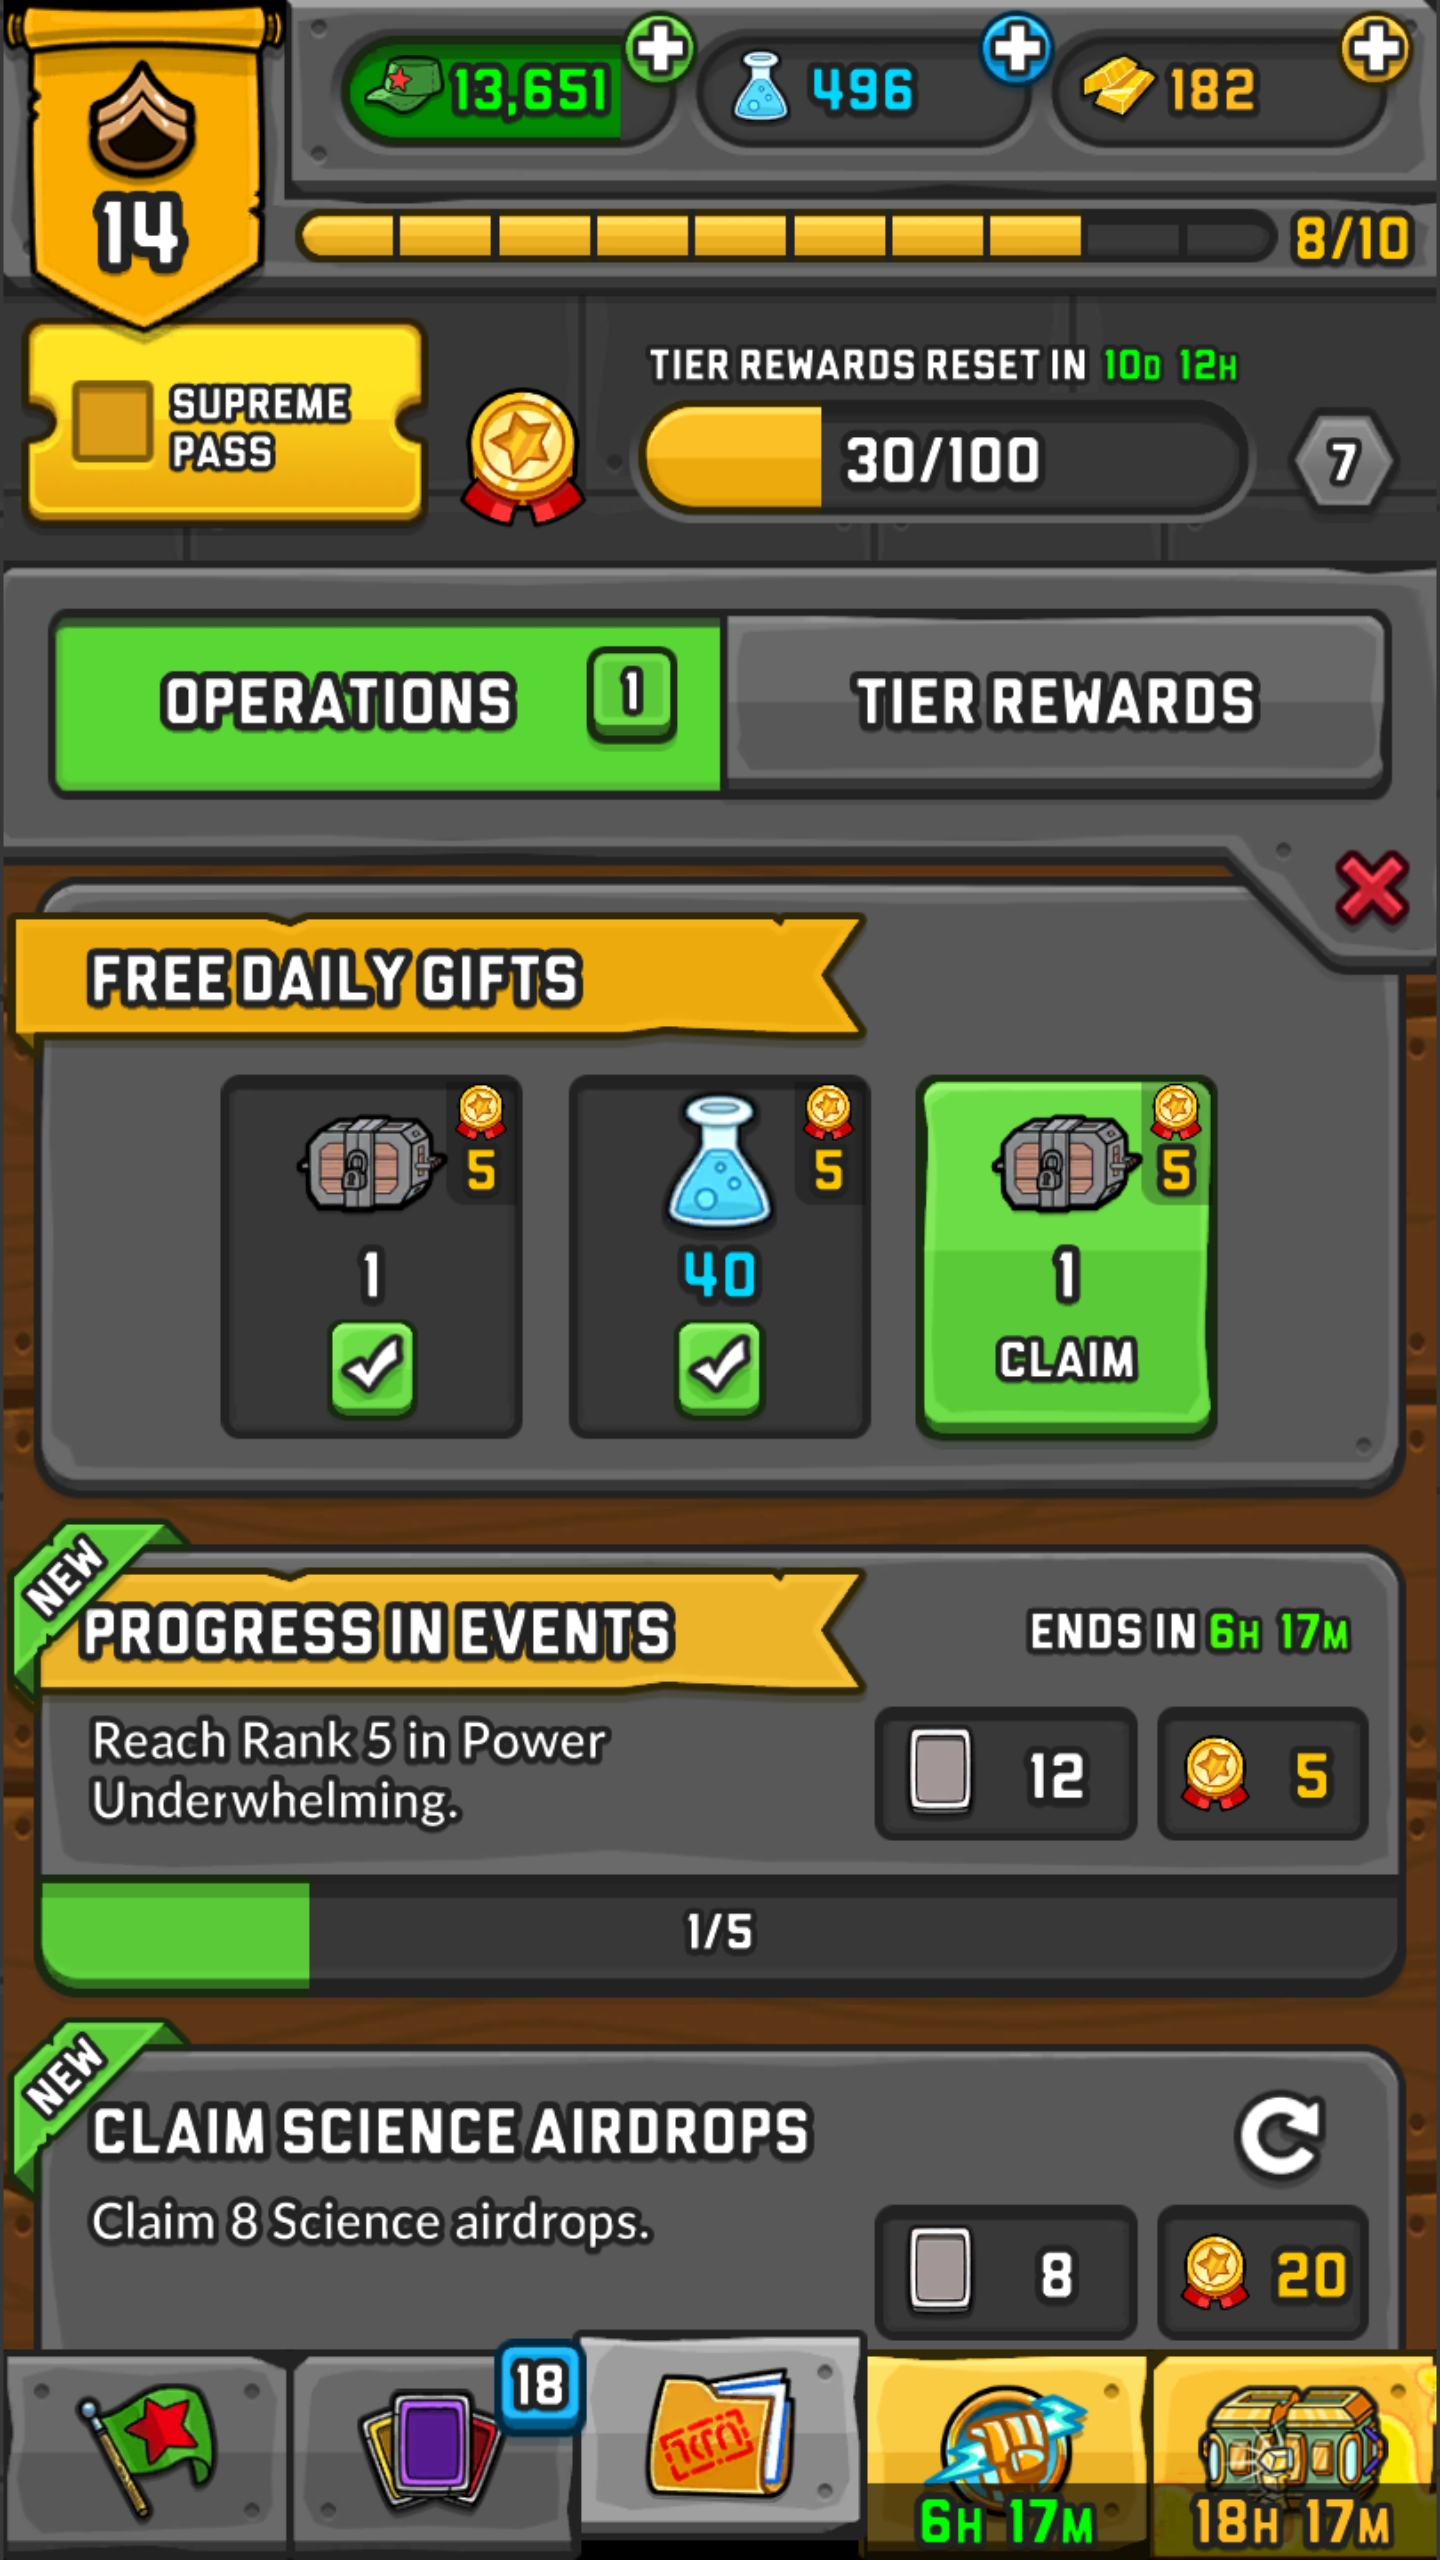 13,651
496
182
14
8/10
SUPREME
PASS
TIER REWARDS RESET IN 10D 12H
30/100
7
OPERATIONS
1
TIER REWARDS
FREE DAILY GIFTS
5
5
5
1
40
1
CLAIM
NEW
PROGRESS IN EVENTS
ENDS IN 6H 17M
Reach Rank 5 in Power
Underwhelming.
12
5
1/5
NEW
CLAIM SCIENCE AIRDROPS
Claim 8 Science airdrops.
8
20
18
6H 17M
18H 17M